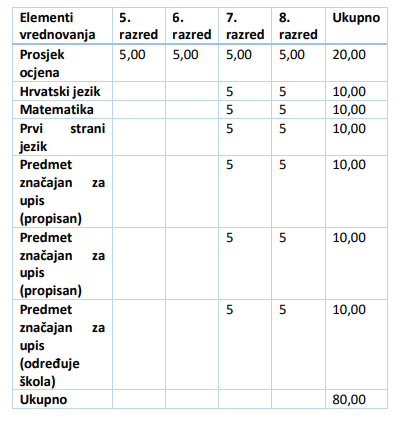 Elementi vrednovanja | 5. razred | 6. razred | 7. razred | 8. razred | Ukupno
Prosjek ocjena | 5,00 | 5,00 | 5,00 | 5,00 | 20,00
Hrvatski jezik | | | 5 | 5 | 10,00
Matematika | | | 5 | 5 | 10,00
Prvi strani jezik | | | 5 | 5 | 10,00
Predmet značajan za upis (propisan) | | | 5 | 5 | 10,00
Predmet značajan za upis (propisan) | | | 5 | 5 | 10,00
Predmet značajan za upis (određuje škola) | | | 5 | 5 | 10,00
Ukupno | | | | | 80,00